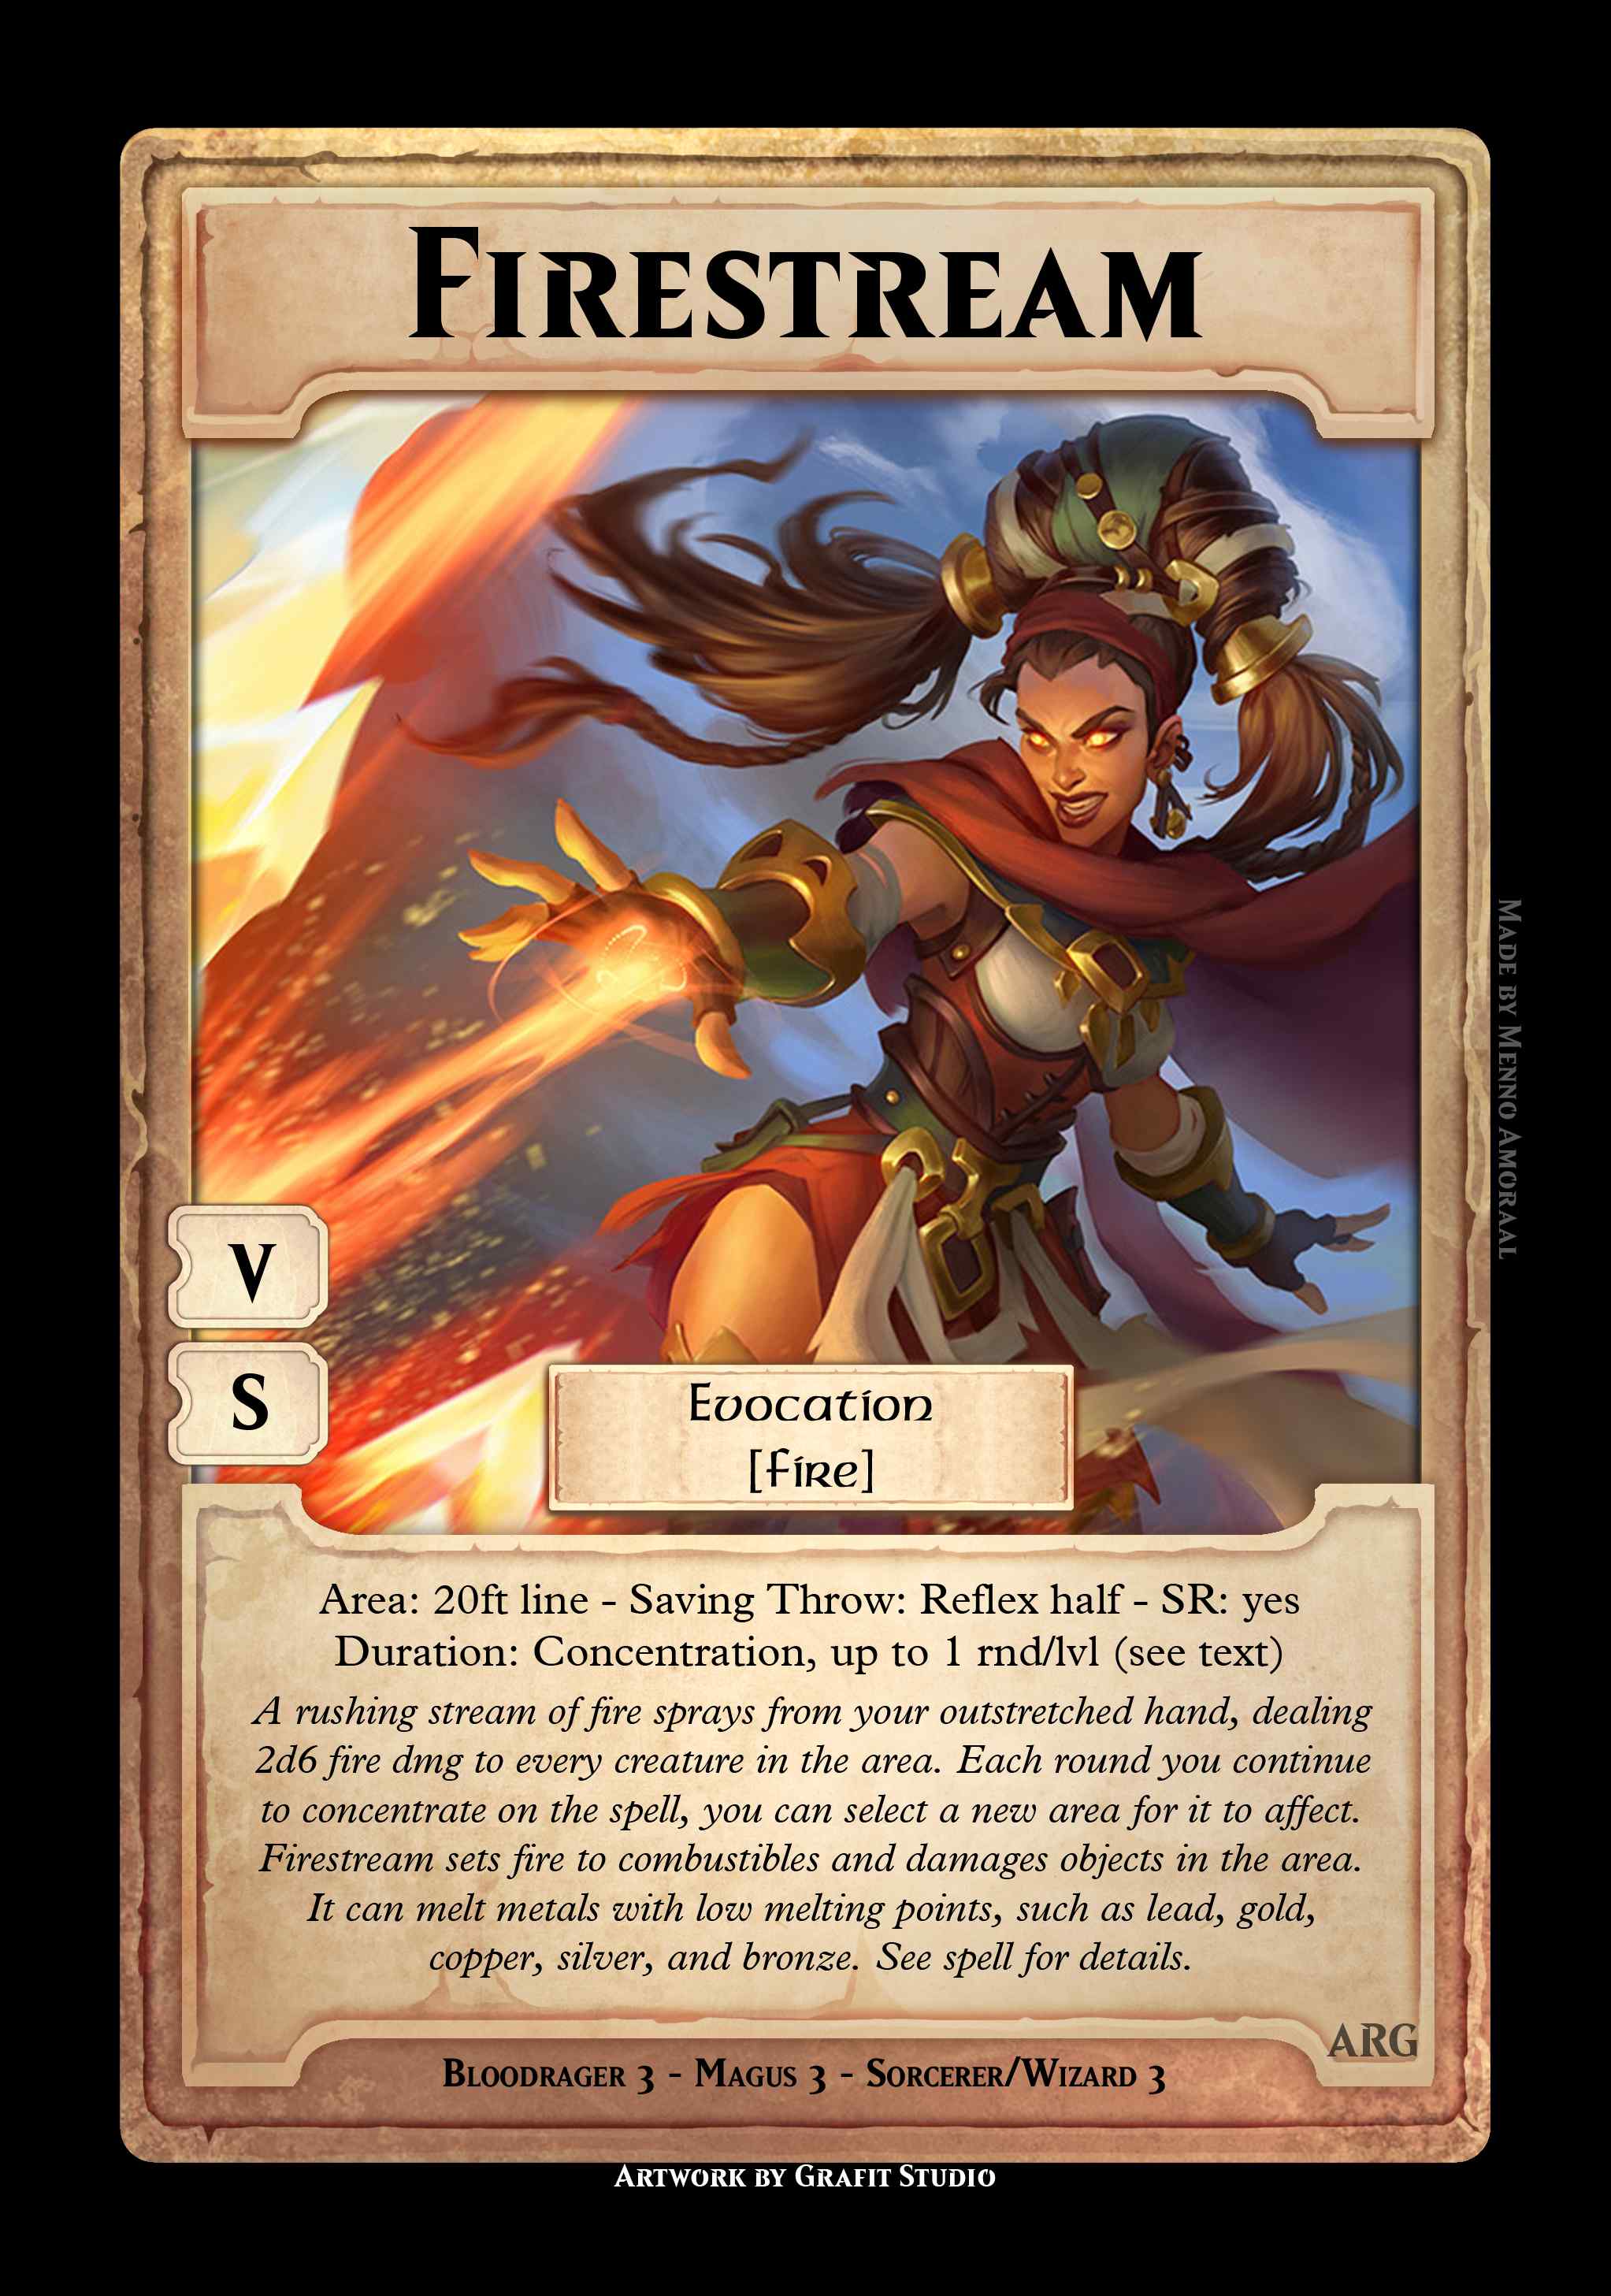 Firestream
V
S
Evocation
[Fire]
Area: 20ft line - Saving Throw: Reflex half - SR: yes
Duration: Concentration, up to 1 rnd/lvl (see text)
A rushing stream of fire sprays from your outstretched hand, dealing
2d6 fire dmg to every creature in the area. Each round you continue
to concentrate on the spell, you can select a new area for it to affect.
Firestream sets fire to combustibles and damages objects in the area.
It can melt metals with low melting points, such as lead, gold,
copper, silver, and bronze. See spell for details.
ARG
Bloodrager 3 - Magus 3 - Sorcerer/Wizard 3
Artwork by Grafit Studio
Made by Menno Amoraal